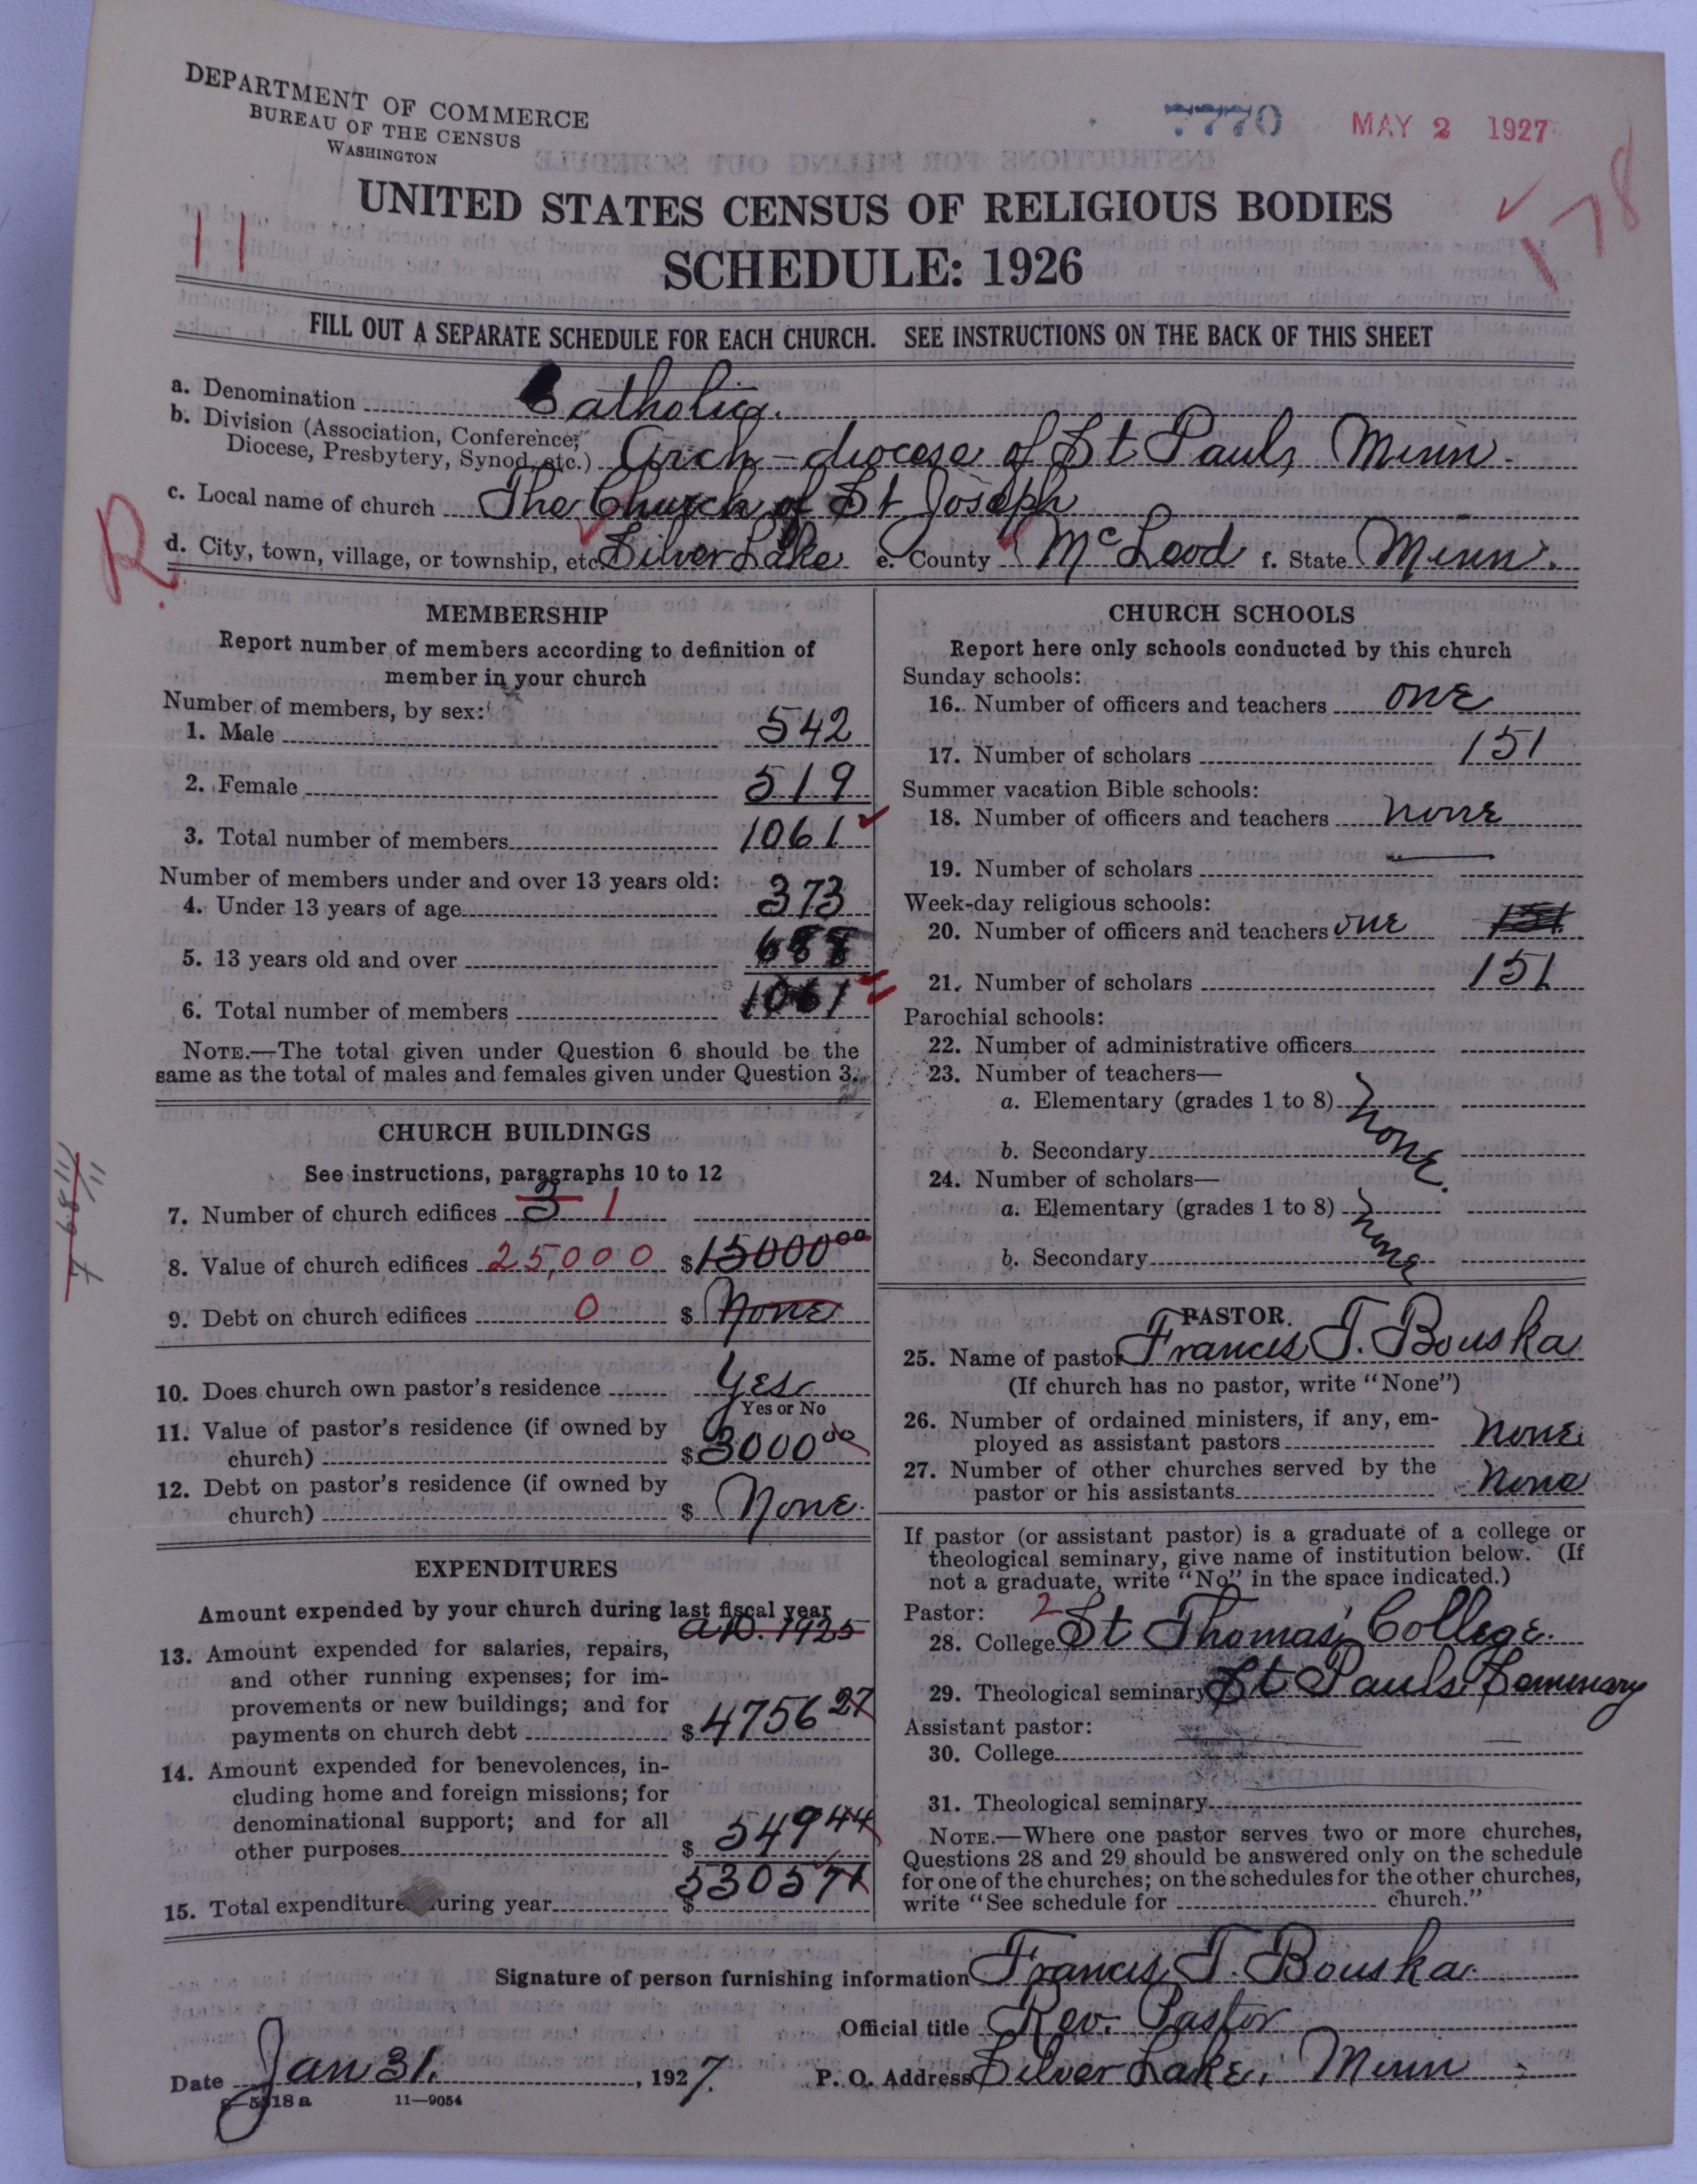 DEPARTMENT OF COMMERCE
BUREAU OF THE CENSUS
WASHINGTON
7770 MAY 2 1927
UNITED STATES CENSUS OF RELIGIOUS BODIES
11 178
SCHEDULE: 1926
FILL OUT A SEPARATE SCHEDULE FOR EACH CHURCH. SEE INSTRUCTIONS ON THE BACK OF THIS SHEET
a. Denomination Catholic.
b. Division (Association, Conference,
Diocese, Presbytery, Synod, etc.) Arch-diocese of St Paul, Minn.
c. Local name of church The Church of St Joseph
R
d. City, town, village, or township, etc. Silver Lake e. County McLeod f. State Minn.
MEMBERSHIP
Report number of members according to definition of
member in your church
Number of members, by sex:
1. Male 542
2. Female 519
3. Total number of members 1061
Number of members under and over 13 years old:
4. Under 13 years of age 373
5. 13 years old and over 688
6. Total number of members 1061
NOTE.—The total given under Question 6 should be the
same as the total of males and females given under Question 3.
CHURCH BUILDINGS
See instructions, paragraphs 10 to 12
7. Number of church edifices 3 1
8. Value of church edifices 25,000 $15000 00
9. Debt on church edifices 0 $ None
10. Does church own pastor's residence Yes
Yes or No
11. Value of pastor's residence (if owned by
church) $3000 00
12. Debt on pastor's residence (if owned by
church) $ None.
EXPENDITURES
Amount expended by your church during last fiscal year
A.D. 1925
13. Amount expended for salaries, repairs,
and other running expenses; for im-
provements or new buildings; and for
payments on church debt $4756 27
14. Amount expended for benevolences, in-
cluding home and foreign missions; for
denominational support; and for all
other purposes $ 549 44
15. Total expenditures during year $ 5305 71
CHURCH SCHOOLS
Report here only schools conducted by this church
Sunday schools:
16. Number of officers and teachers one
17. Number of scholars 151
Summer vacation Bible schools:
18. Number of officers and teachers none
19. Number of scholars
Week-day religious schools:
20. Number of officers and teachers one 151
21. Number of scholars 151
Parochial schools:
22. Number of administrative officers
23. Number of teachers—
a. Elementary (grades 1 to 8)
none.
b. Secondary
24. Number of scholars—
a. Elementary (grades 1 to 8)
none
b. Secondary
PASTOR.
25. Name of pastor Francis T. Bouska
(If church has no pastor, write "None")
26. Number of ordained ministers, if any, em-
ployed as assistant pastors none.
27. Number of other churches served by the
pastor or his assistants none
If pastor (or assistant pastor) is a graduate of a college or
theological seminary, give name of institution below. (If
not a graduate, write "No" in the space indicated.)
Pastor: 2
28. College St Thomas' College.
29. Theological seminary St Pauls Seminary
Assistant pastor:
30. College
31. Theological seminary
NOTE.—Where one pastor serves two or more churches,
Questions 28 and 29 should be answered only on the schedule
for one of the churches; on the schedules for the other churches,
write "See schedule for church."
Signature of person furnishing information Francis T. Bouska.
Official title Rev. Pastor
Date Jan 31. , 1927. P. O. Address Silver Lake, Minn
11—9054